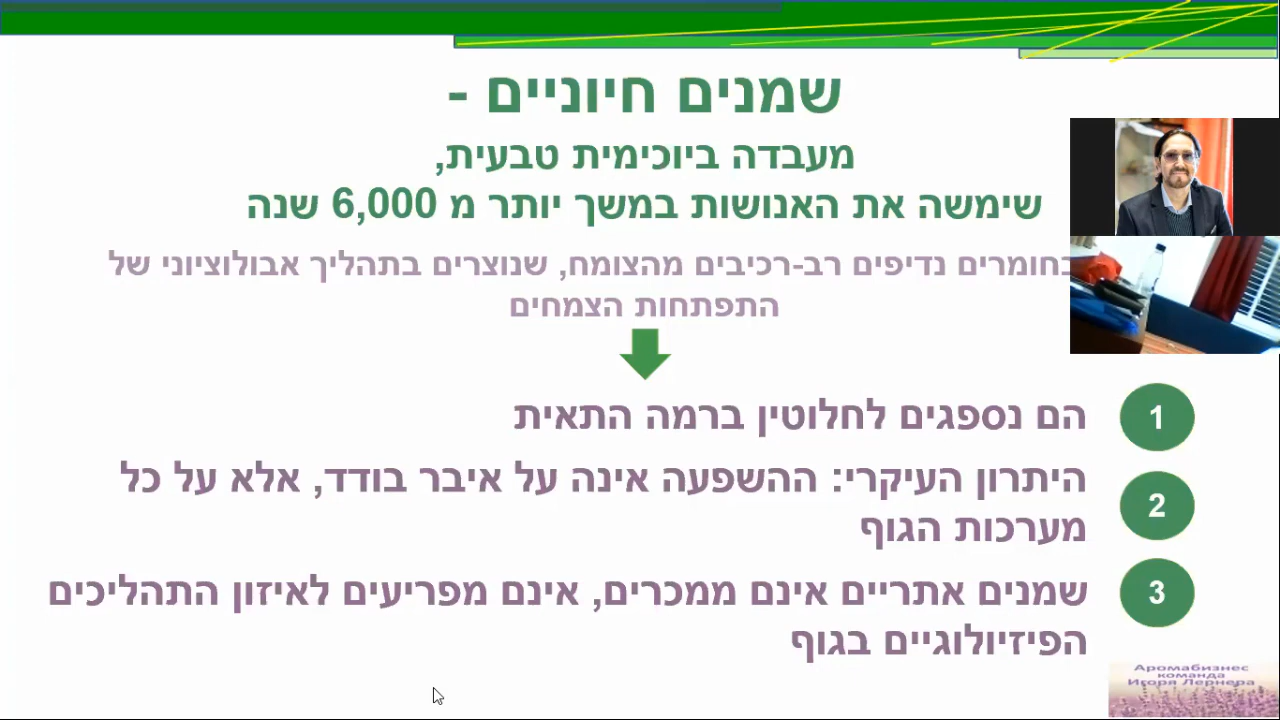 שמנים חיוניים -
מעבדה ביוכימית טבעית,
שימשה את האנושות במשך יותר מ 6,000 שנה
בחומרים נדיפים רב-רכיבים מהצומח, שנוצרים בתהליך אבולוציוני של
התפתחות הצמחים
1
הם נספגים לחלוטין ברמה התאית
2
היתרון העיקרי: ההשפעה אינה על איבר בודד, אלא על כל
מערכות הגוף
3
שמנים אתריים אינם ממכרים, אינם מפריעים לאיזון התהליכים
הפיזיולוגיים בגוף
Аромабизнес
команда
Игоря Лернера